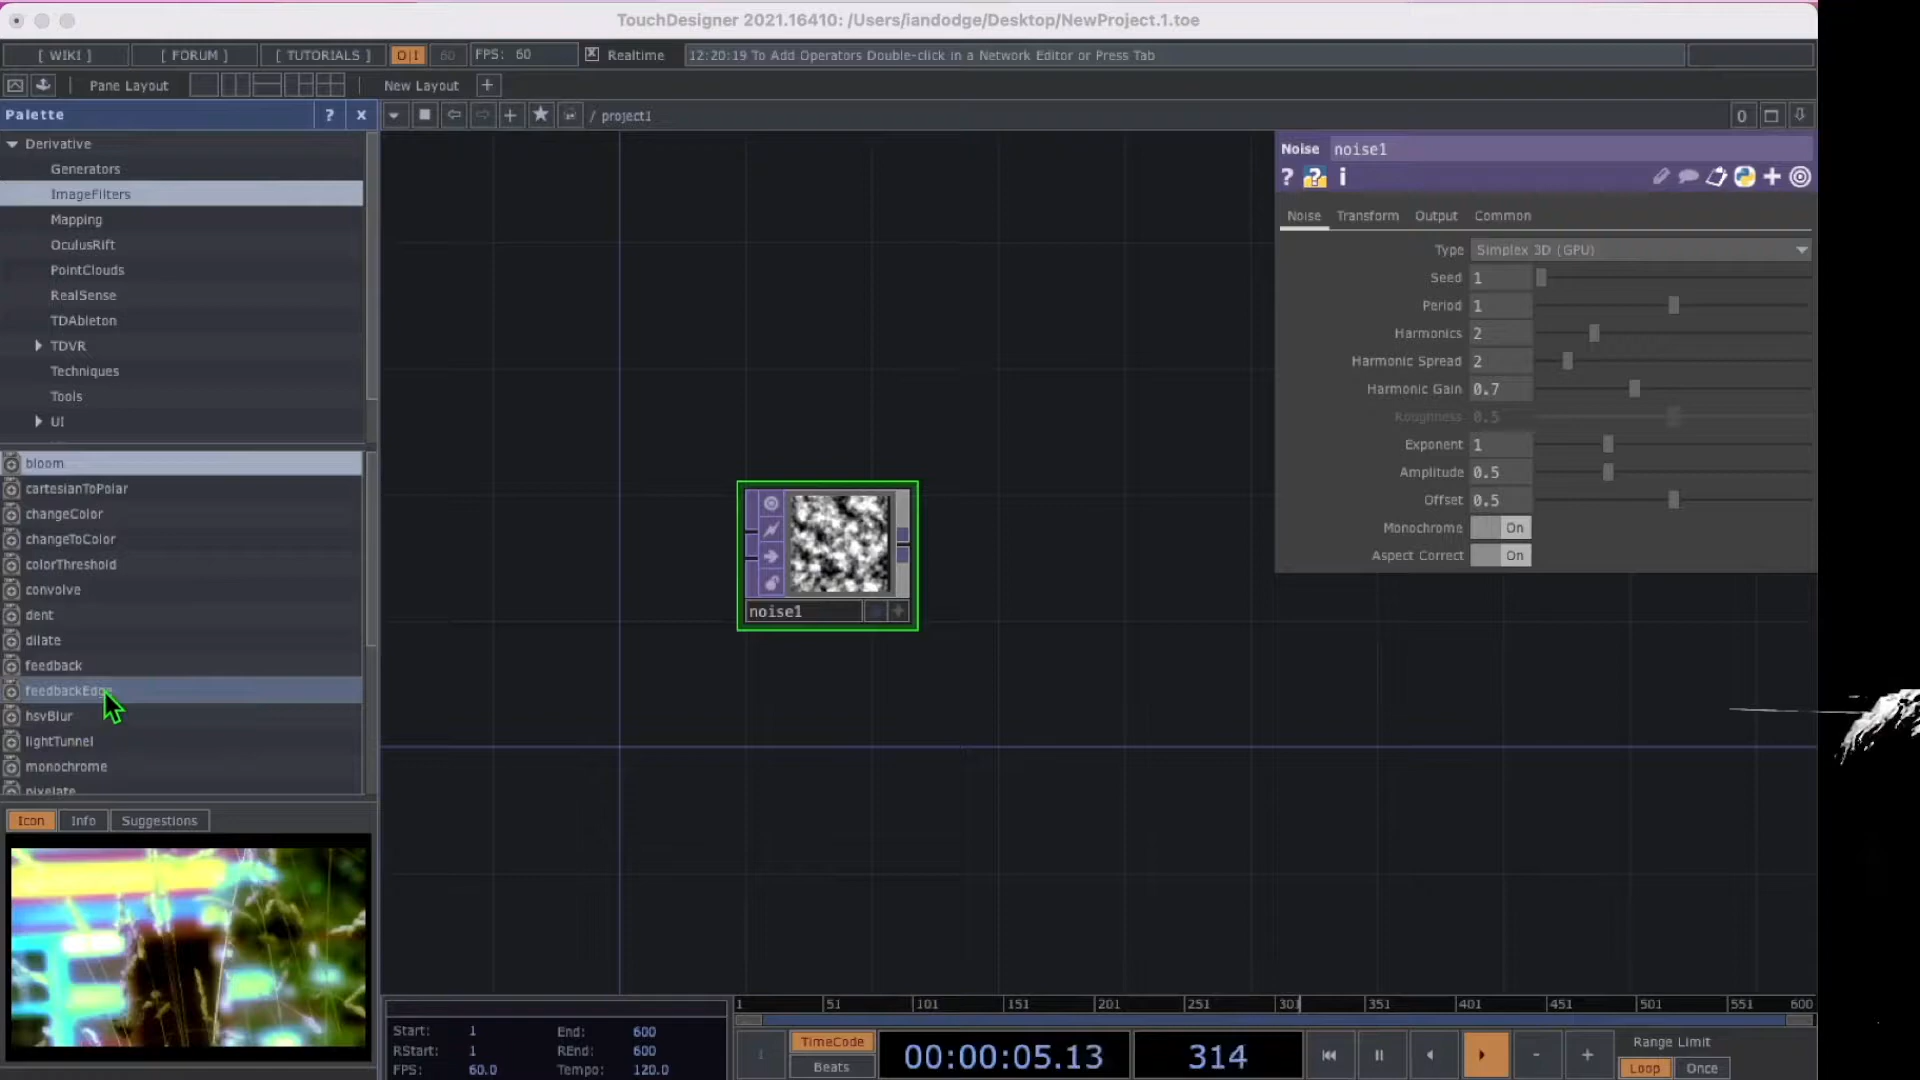 TouchDesigner 2021.16410: /Users/iandodge/Desktop/NewProject.1.toe
[ WIKI ] [ FORUM ] [ TUTORIALS ] O|I 60 FPS: 60 Realtime 12:20:19 To Add Operators Double-click in a Network Editor or Press Tab
Pane Layout New Layout +
Palette ? x
/ project1 0
Derivative
Generators
ImageFilters
Mapping
OculusRift
PointClouds
RealSense
TDAbleton
TDVR
Techniques
Tools
UI
bloom
cartesianToPolar
changeColor
changeToColor
colorThreshold
convolve
dent
dilate
feedback
feedbackEdge
hsvBlur
lightTunnel
monochrome
pixelate
Icon Info Suggestions
noise1
Noise noise1
? ? i
Noise Transform Output Common
Type Simplex 3D (GPU)
Seed 1
Period 1
Harmonics 2
Harmonic Spread 2
Harmonic Gain 0.7
Roughness 0.5
Exponent 1
Amplitude 0.5
Offset 0.5
Monochrome On
Aspect Correct On
1 51 101 151 201 251 301 351 401 451 501 551 600
Start: 1 End: 600
RStart: 1 REnd: 600
FPS: 60.0 Tempo: 120.0
TimeCode
Beats
00:00:05.13 314
- +
Range Limit
Loop Once